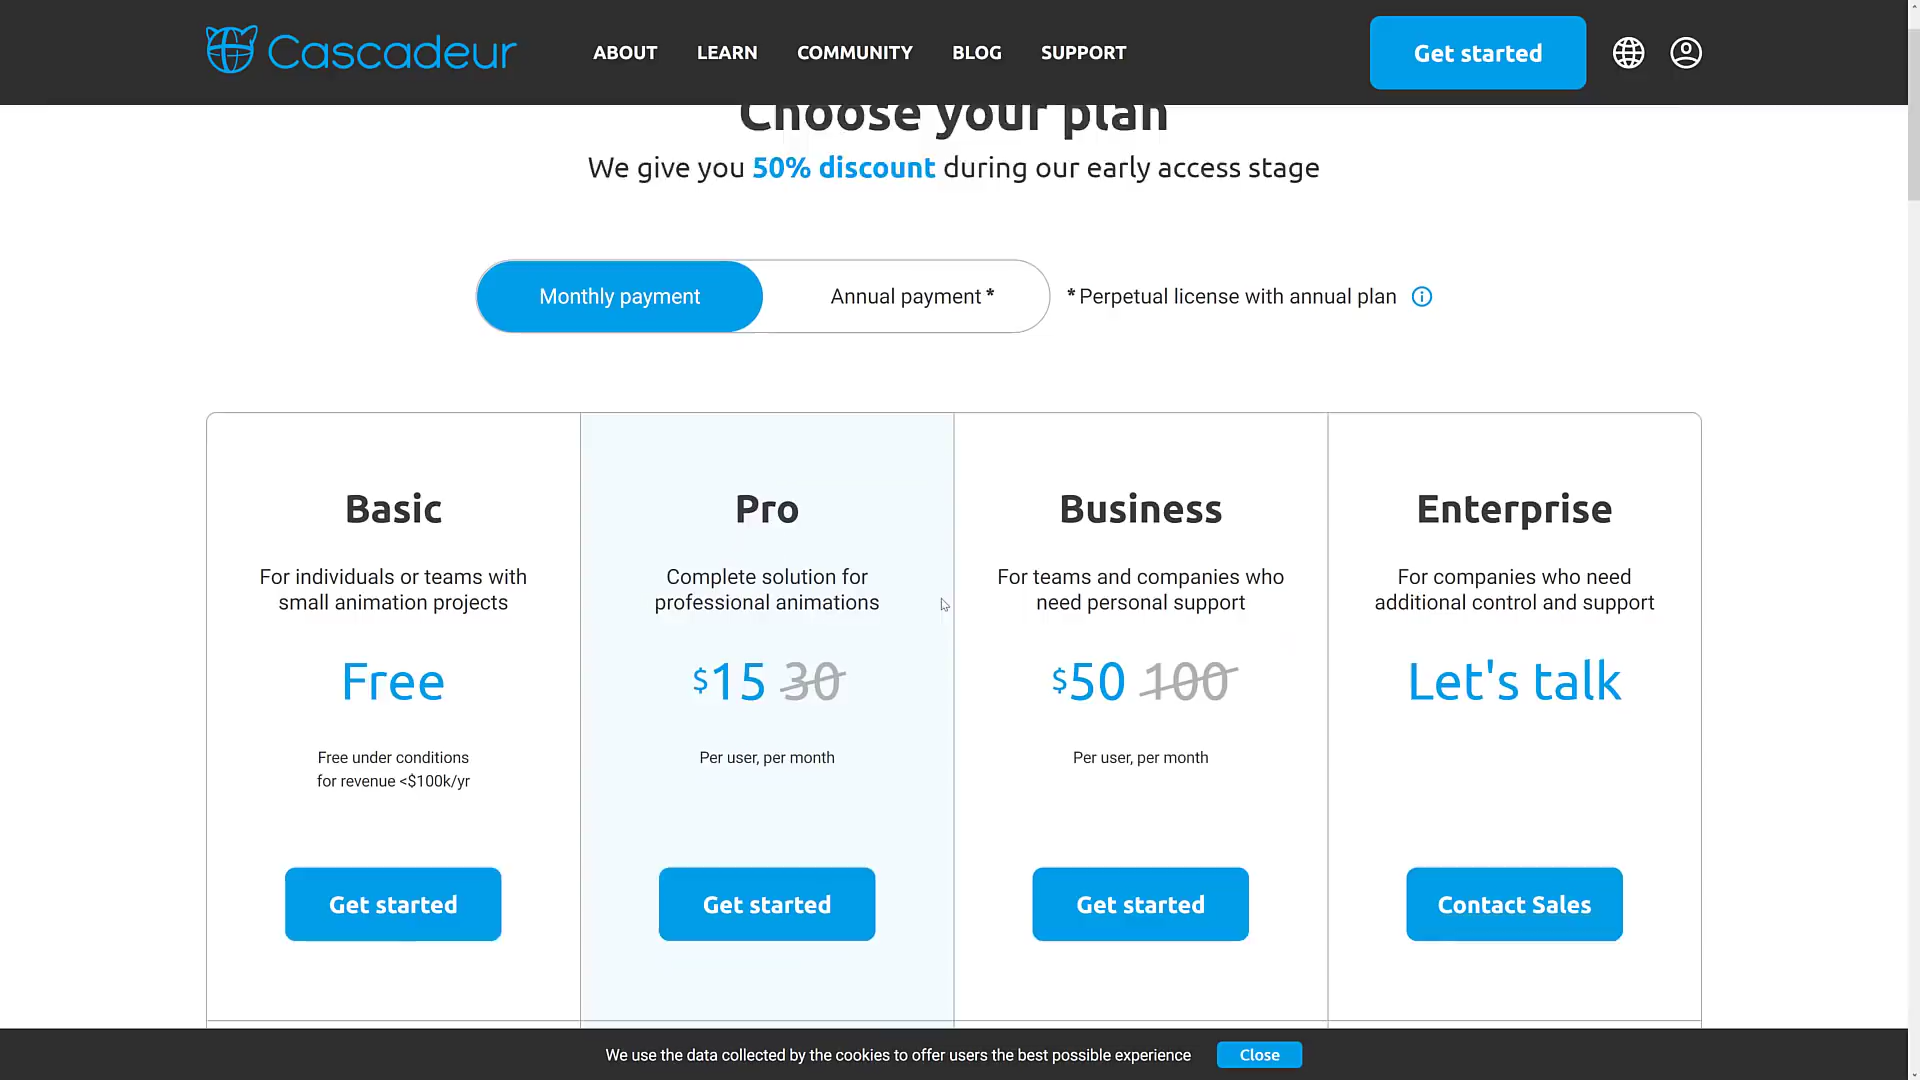 Cascadeur
ABOUT
LEARN
COMMUNITY
BLOG
SUPPORT
Get started
Choose your plan
We give you 50% discount during our early access stage
Monthly payment
Annual payment *
* Perpetual license with annual plan
Basic
For individuals or teams with
small animation projects
Free
Free under conditions
for revenue <$100k/yr
Get started
Pro
Complete solution for
professional animations
$15 30
Per user, per month
Get started
Business
For teams and companies who
need personal support
$50 100
Per user, per month
Get started
Enterprise
For companies who need
additional control and support
Let's talk
Contact Sales
We use the data collected by the cookies to offer users the best possible experience
Close